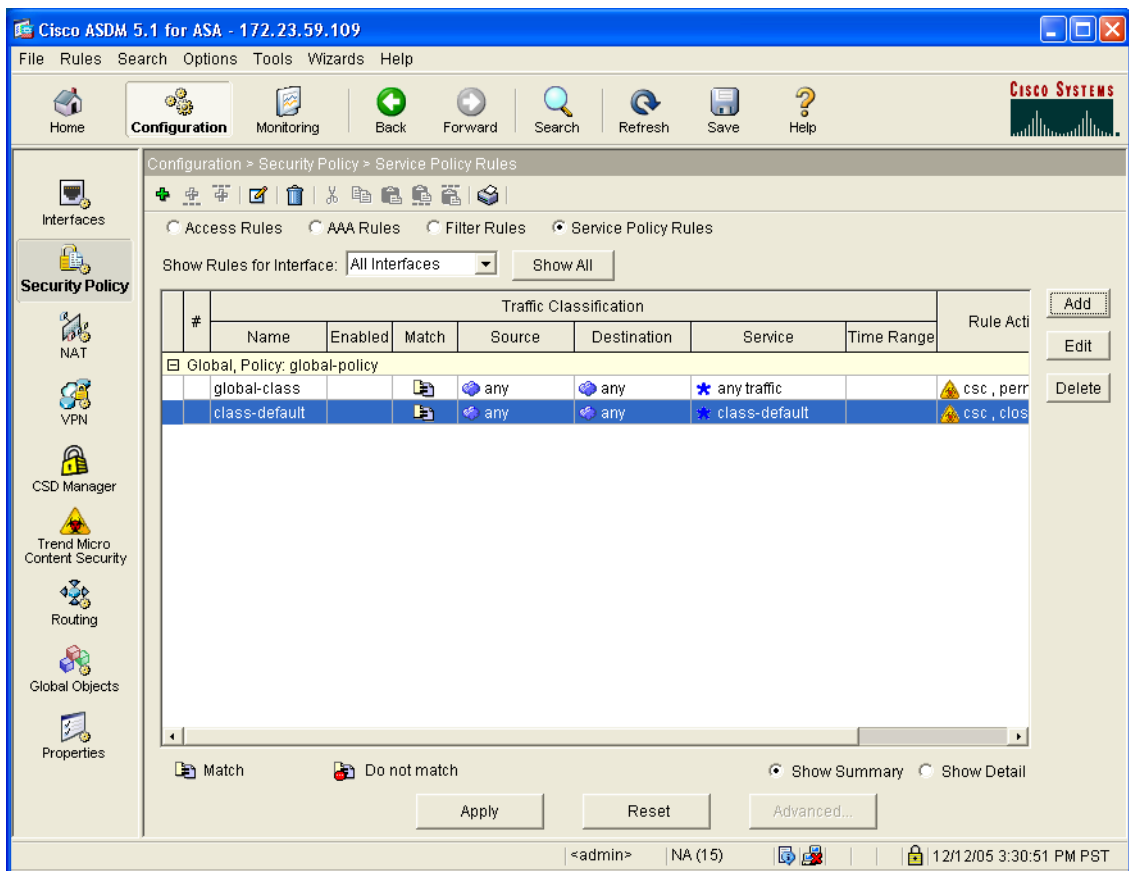 Cisco ASDM 5.1 for ASA - 172.23.59.109
File Rules Search Options Tools Wizards Help
Home Configuration Monitoring Back Forward Search Refresh Save Help
CISCO SYSTEMS
Configuration > Security Policy > Service Policy Rules
Interfaces
Security Policy
NAT
VPN
CSD Manager
Trend Micro
Content Security
Routing
Global Objects
Properties
Access Rules AAA Rules Filter Rules Service Policy Rules
Show Rules for Interface: All Interfaces Show All
Traffic Classification
# Name Enabled Match Source Destination Service Time Range Rule Acti
Global, Policy: global-policy
global-class any any any traffic csc , perr
class-default any any class-default csc , clos
Add
Edit
Delete
Match Do not match Show Summary Show Detail
Apply Reset Advanced...
<admin> NA (15) 12/12/05 3:30:51 PM PST